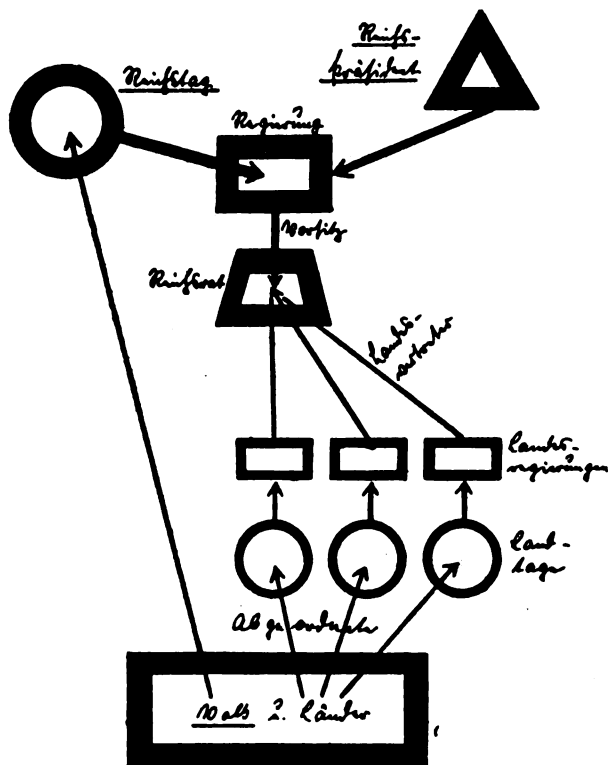 Reichs-
präsident
Reichstag
Regierung
Vorsitz
Reichsrat
Landes-
vertreter
Landes-
regierungen
Land-
tage
Abgeordnete
Volk u. Länder